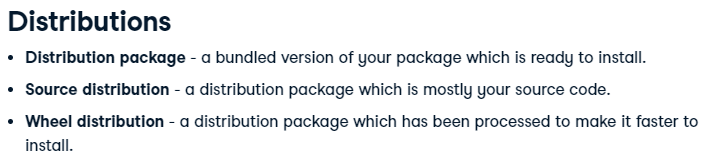 Distributions
• Distribution package - a bundled version of your package which is ready to install.
• Source distribution - a distribution package which is mostly your source code.
• Wheel distribution - a distribution package which has been processed to make it faster to
install.